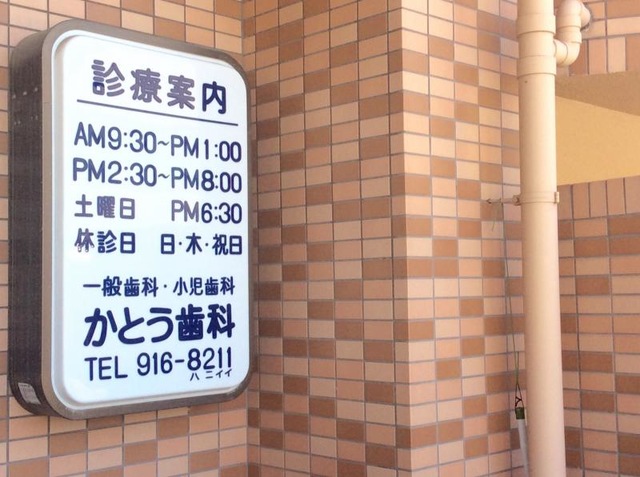 診療案内
AM9:30~PM1:00
PM2:30~PM8:00
土曜日 PM6:30
休診日 日・木・祝日
一般歯科・小児歯科
かとう歯科
TEL 916-8211
ハニイイ